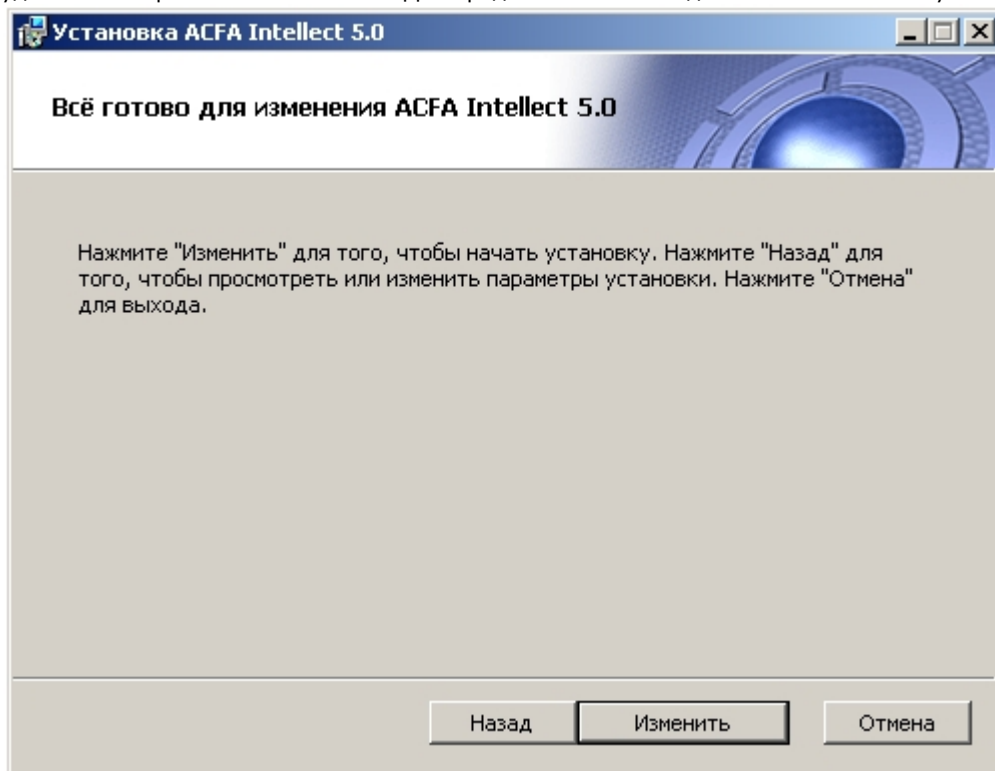 Установка ACFA Intellect 5.0
Всё готово для изменения ACFA Intellect 5.0
Нажмите "Изменить" для того, чтобы начать установку. Нажмите "Назад" для
того, чтобы просмотреть или изменить параметры установки. Нажмите "Отмена"
для выхода.
Назад
Изменить
Отмена